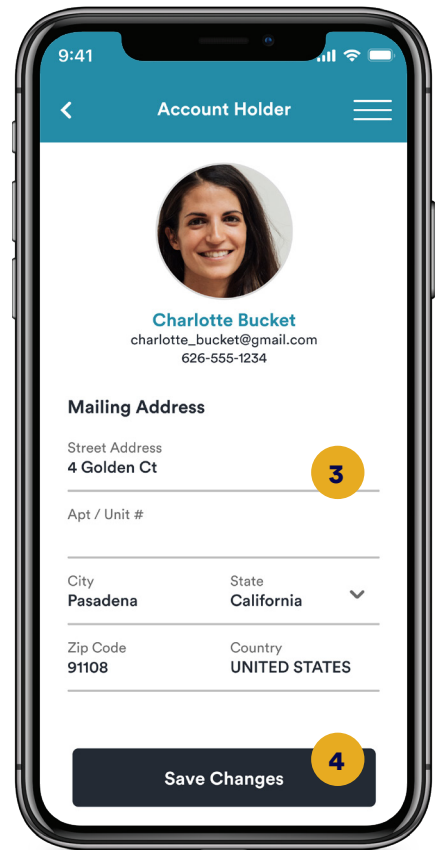 9:41
Account Holder
Charlotte Bucket
charlotte_bucket@gmail.com
626-555-1234
Mailing Address
Street Address
4 Golden Ct
3
Apt / Unit #
City State
Pasadena California
Zip Code Country
91108 UNITED STATES
4
Save Changes